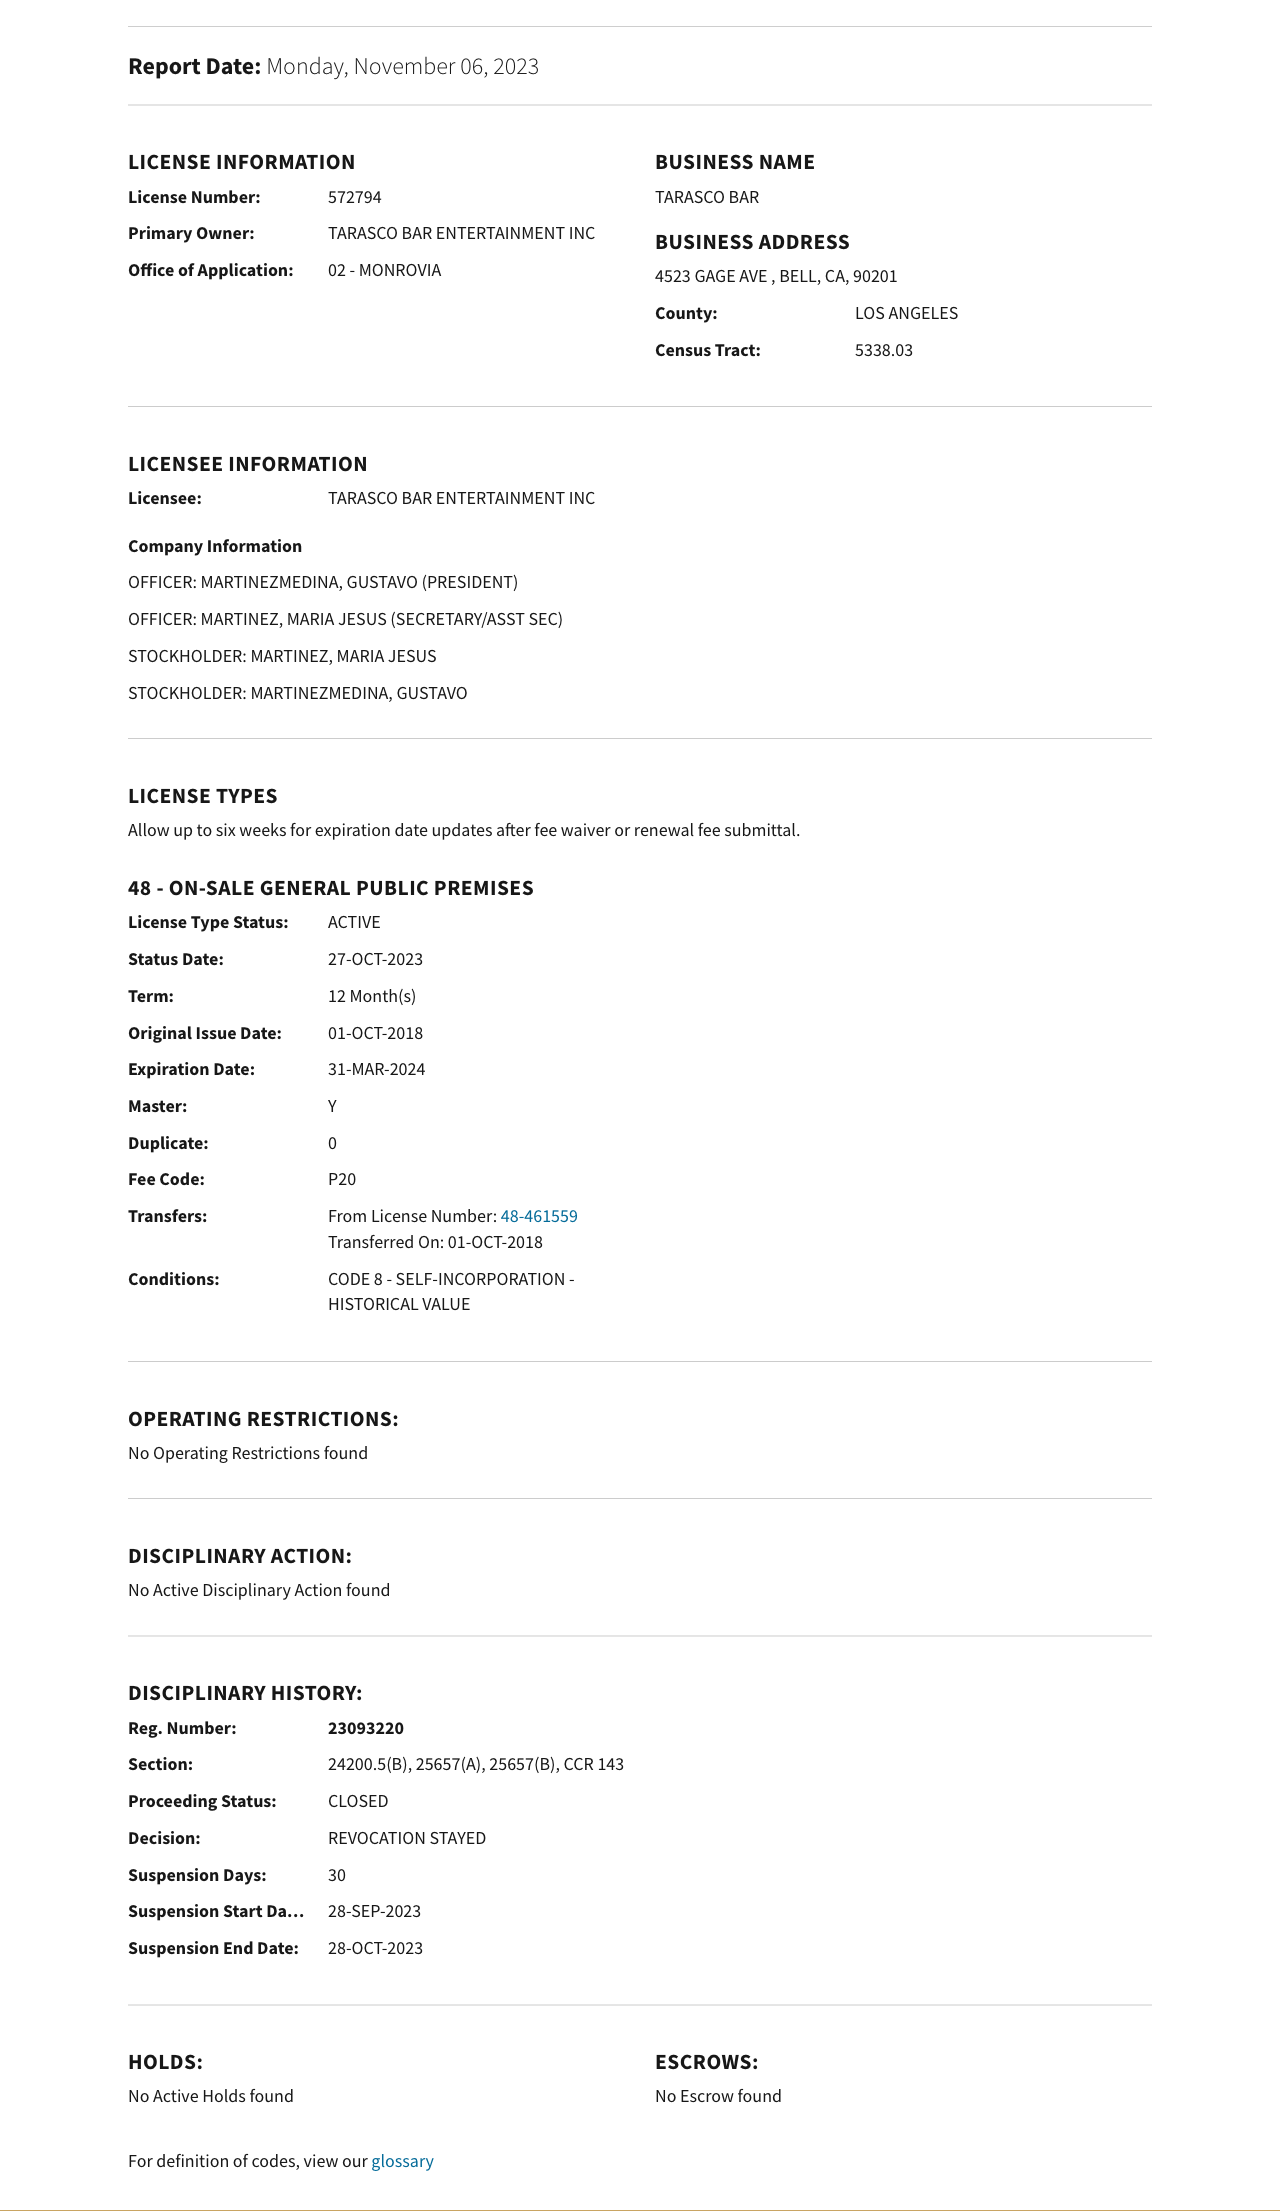 Report Date: Monday, November 06, 2023
LICENSE INFORMATION
License Number: 572794
Primary Owner: TARASCO BAR ENTERTAINMENT INC
Office of Application: 02 - MONROVIA
BUSINESS NAME
TARASCO BAR
BUSINESS ADDRESS
4523 GAGE AVE , BELL, CA, 90201
County: LOS ANGELES
Census Tract: 5338.03
LICENSEE INFORMATION
Licensee: TARASCO BAR ENTERTAINMENT INC
Company Information
OFFICER: MARTINEZMEDINA, GUSTAVO (PRESIDENT)
OFFICER: MARTINEZ, MARIA JESUS (SECRETARY/ASST SEC)
STOCKHOLDER: MARTINEZ, MARIA JESUS
STOCKHOLDER: MARTINEZMEDINA, GUSTAVO
LICENSE TYPES
Allow up to six weeks for expiration date updates after fee waiver or renewal fee submittal.
48 - ON-SALE GENERAL PUBLIC PREMISES
License Type Status: ACTIVE
Status Date: 27-OCT-2023
Term: 12 Month(s)
Original Issue Date: 01-OCT-2018
Expiration Date: 31-MAR-2024
Master: Y
Duplicate: 0
Fee Code: P20
Transfers: From License Number: 48-461559
Transferred On: 01-OCT-2018
Conditions: CODE 8 - SELF-INCORPORATION -
HISTORICAL VALUE
OPERATING RESTRICTIONS:
No Operating Restrictions found
DISCIPLINARY ACTION:
No Active Disciplinary Action found
DISCIPLINARY HISTORY:
Reg. Number: 23093220
Section: 24200.5(B), 25657(A), 25657(B), CCR 143
Proceeding Status: CLOSED
Decision: REVOCATION STAYED
Suspension Days: 30
Suspension Start Da... 28-SEP-2023
Suspension End Date: 28-OCT-2023
HOLDS:
No Active Holds found
ESCROWS:
No Escrow found
For definition of codes, view our glossary